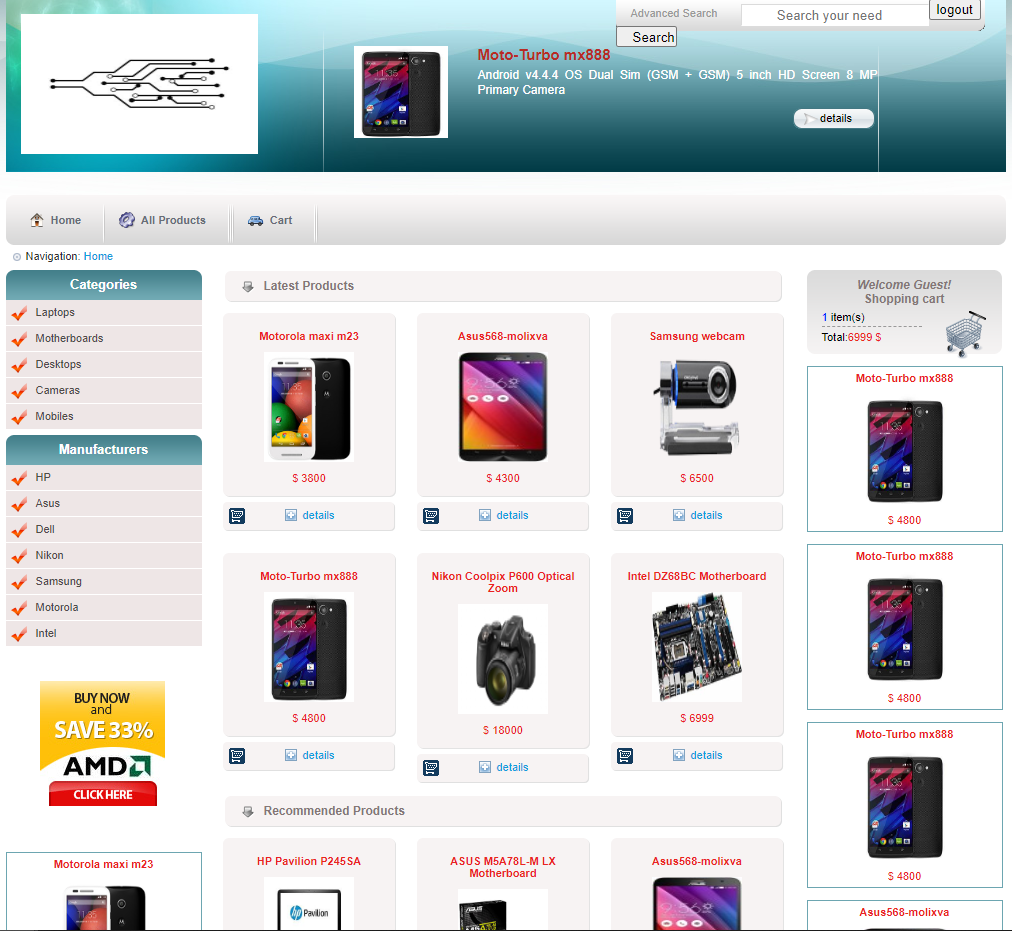 Advanced Search
Search your need
logout
Search
Moto-Turbo mx888
Android v4.4.4 OS Dual Sim (GSM + GSM) 5 inch HD Screen 8 MP
Primary Camera
details
Home
All Products
Cart
Navigation: Home
Categories
Laptops
Motherboards
Desktops
Cameras
Mobiles
Manufacturers
HP
Asus
Dell
Nikon
Samsung
Motorola
Intel
BUY NOW
and
SAVE 33%
AMD
CLICK HERE
Motorola maxi m23
Latest Products
Motorola maxi m23
$ 3800
details
Asus568-molixva
$ 4300
details
Samsung webcam
$ 6500
details
Moto-Turbo mx888
$ 4800
details
Nikon Coolpix P600 Optical
Zoom
$ 18000
details
Intel DZ68BC Motherboard
$ 6999
details
Recommended Products
HP Pavilion P245SA
hp Pavilion
ASUS M5A78L-M LX
Motherboard
Asus568-molixva
Welcome Guest!
Shopping cart
1 item(s)
Total:6999 $
Moto-Turbo mx888
$ 4800
Moto-Turbo mx888
$ 4800
Moto-Turbo mx888
$ 4800
Asus568-molixva